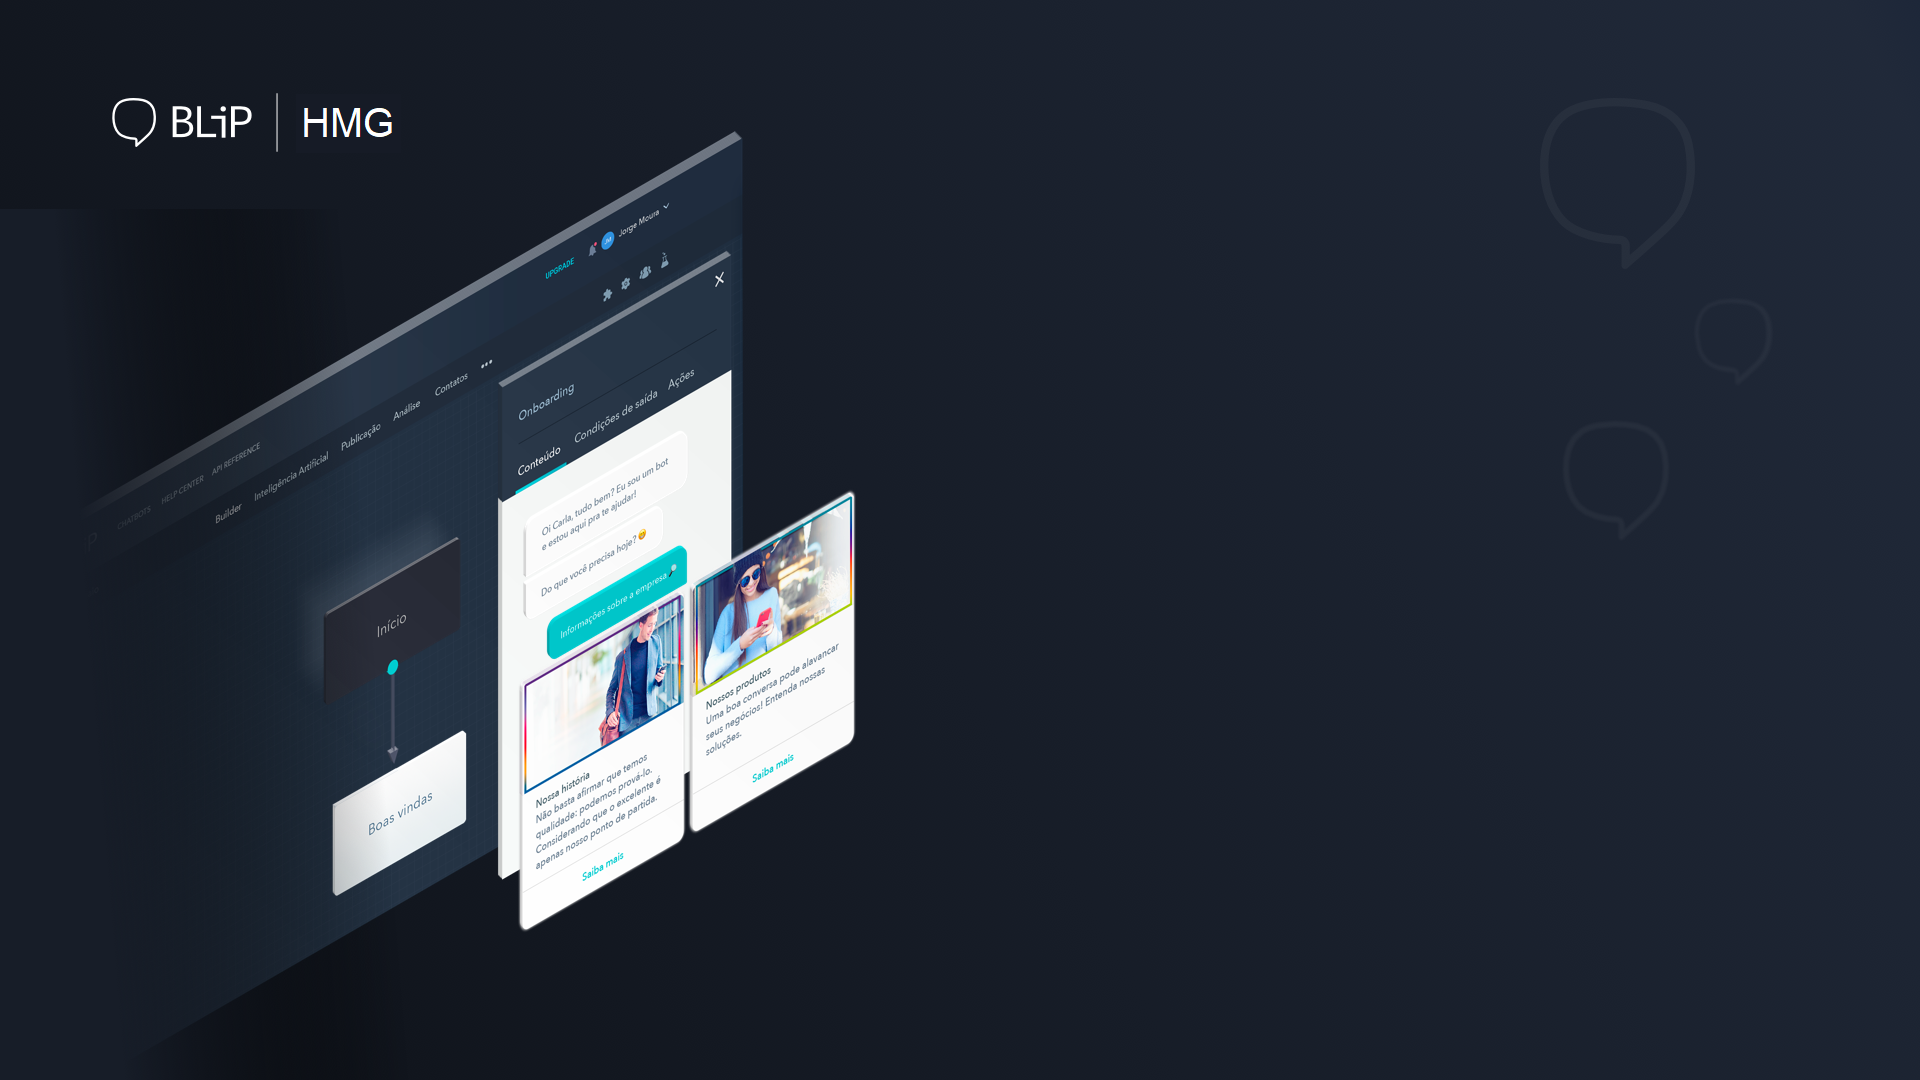 BLiP | HMG
UPGRADE
Jorge Moura
CHATBOTS HELP CENTER API REFERENCE
Builder Inteligência Artificial Publicação Análise Contatos
Onboarding
Conteúdo Condições de saída Ações
Oi Carla, tudo bem? Eu sou um bot
e estou aqui pra te ajudar!
Do que você precisa hoje? 😊
Informações sobre a empresa
Início
Boas vindas
Nossa história
Não basta afirmar que temos
qualidade: podemos prová-lo.
Considerando que o excelente é
apenas nosso ponto de partida.
Saiba mais
Nossos produtos
Uma boa conversa pode alavancar
seus negócios! Entenda nossas
soluções.
Saiba mais